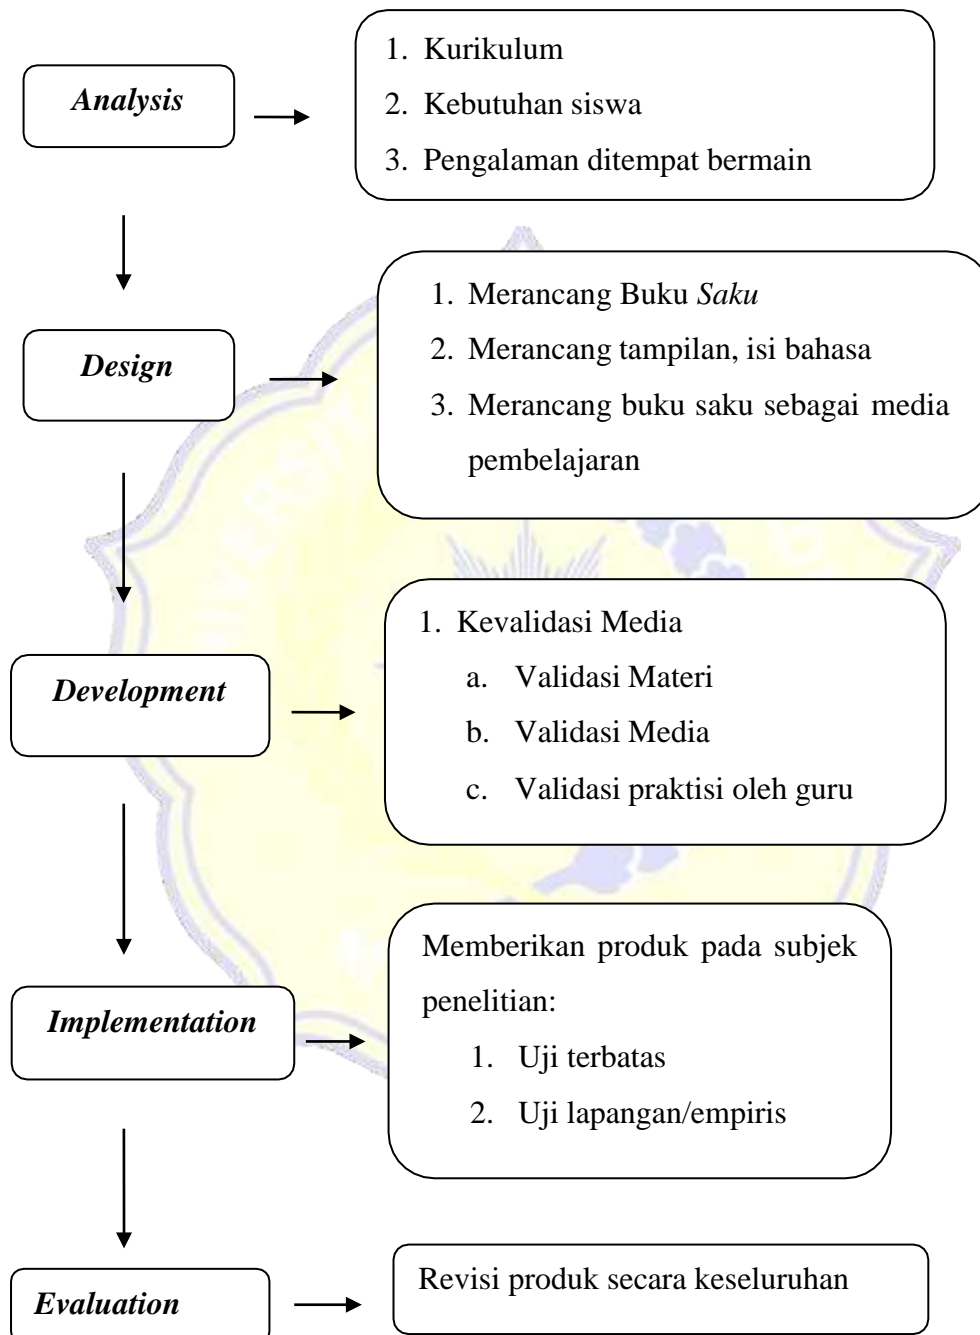 Analysis
1. Kurikulum
2. Kebutuhan siswa
3. Pengalaman ditempat bermain
Design
1. Merancang Buku Saku
2. Merancang tampilan, isi bahasa
3. Merancang buku saku sebagai media
pembelajaran
Development
1. Kevalidasi Media
a. Validasi Materi
b. Validasi Media
c. Validasi praktisi oleh guru
Implementation
Memberikan produk pada subjek
penelitian:
1. Uji terbatas
2. Uji lapangan/empiris
Evaluation
Revisi produk secara keseluruhan